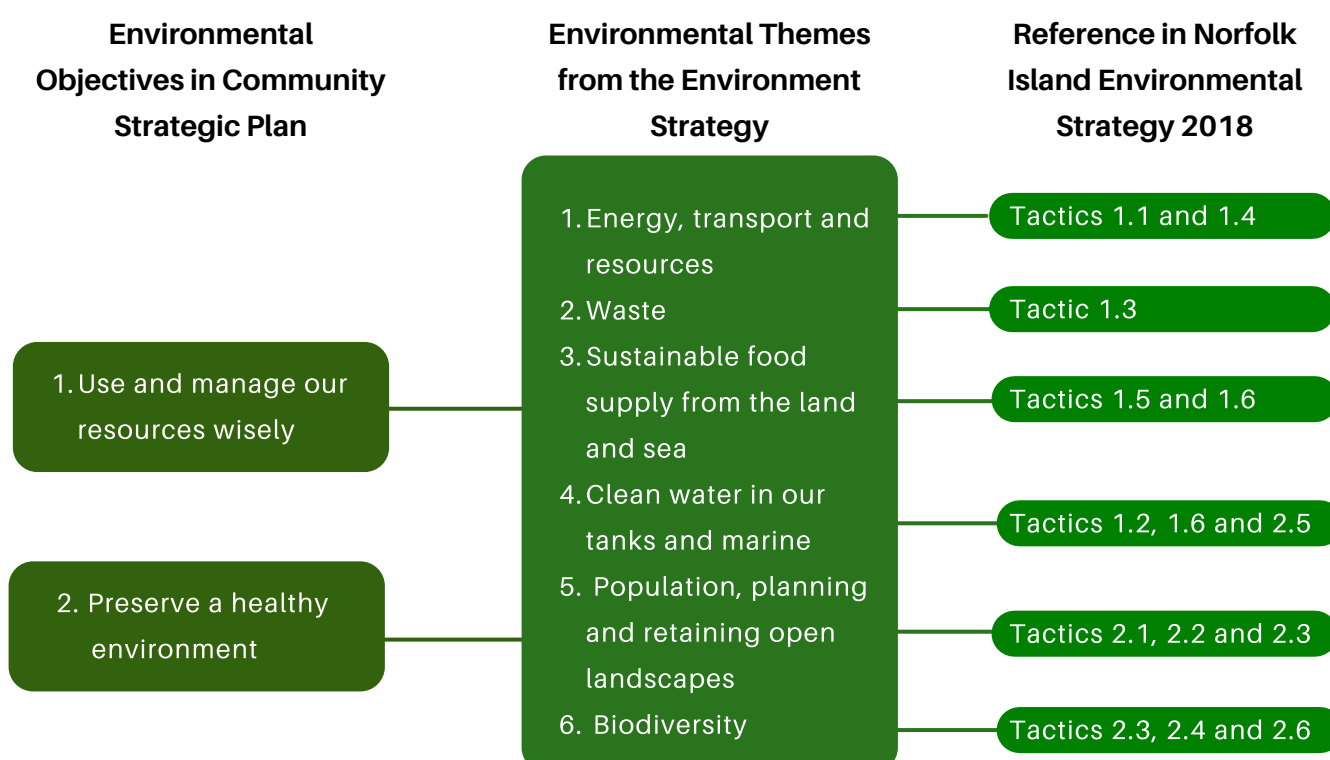 Environmental
Objectives in Community
Strategic Plan
Environmental Themes
from the Environment
Strategy
Reference in Norfolk
Island Environmental
Strategy 2018
1. Use and manage our
resources wisely
2. Preserve a healthy
environment
1. Energy, transport and
resources
2. Waste
3. Sustainable food
supply from the land
and sea
4. Clean water in our
tanks and marine
5. Population, planning
and retaining open
landscapes
6. Biodiversity
Tactics 1.1 and 1.4
Tactic 1.3
Tactics 1.5 and 1.6
Tactics 1.2, 1.6 and 2.5
Tactics 2.1, 2.2 and 2.3
Tactics 2.3, 2.4 and 2.6